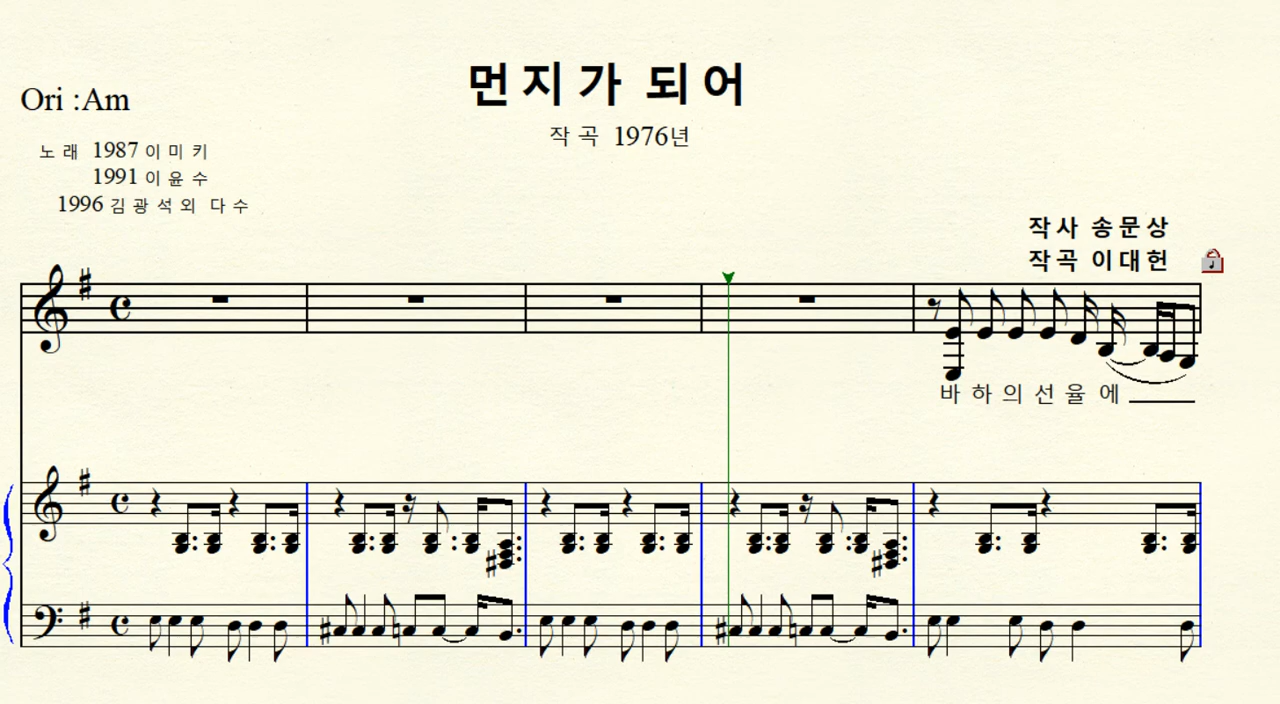 먼지가 되어
Ori :Am
작 곡 1976년
노 래 1987 이 미 키
1991 이 윤 수
1996 김 광 석 외 다 수
작사 송문상
작곡 이대헌
바 하 의 선 율 에